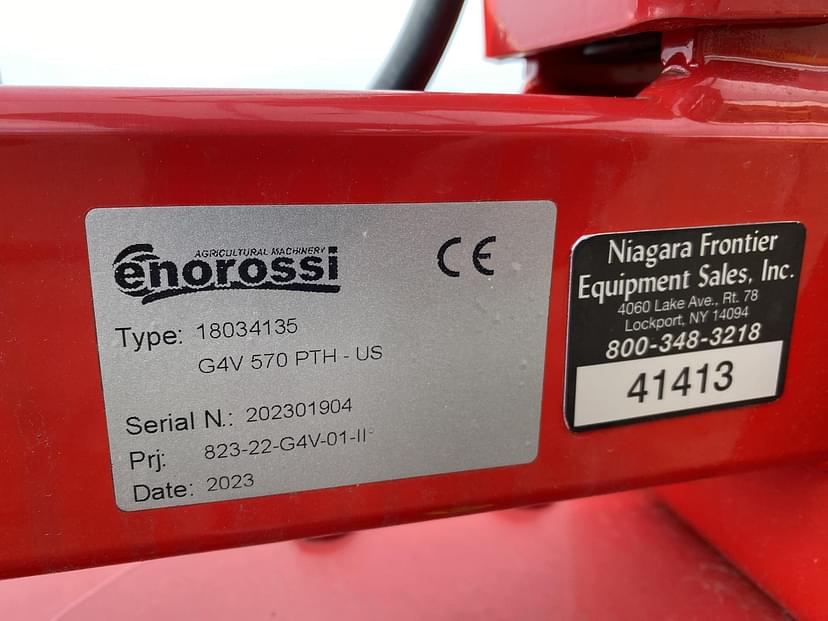 AGRICULTURAL MACHINERY
enorossi
CE
Type: 18034135
G4V 570 PTH - US
Serial N.: 202301904
Prj: 823-22-G4V-01-II°
Date: 2023
Niagara Frontier
Equipment Sales, Inc.
4060 Lake Ave., Rt. 78
Lockport, NY 14094
800-348-3218
41413